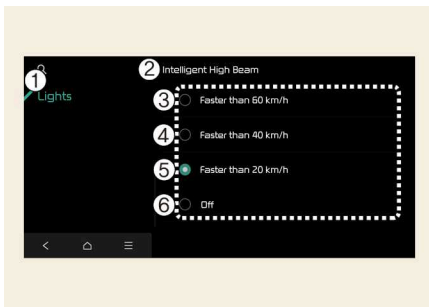 1
2 Intelligent High Beam
Lights
3 Faster than 60 km/h
4 Faster than 40 km/h
5 Faster than 20 km/h
6 Off